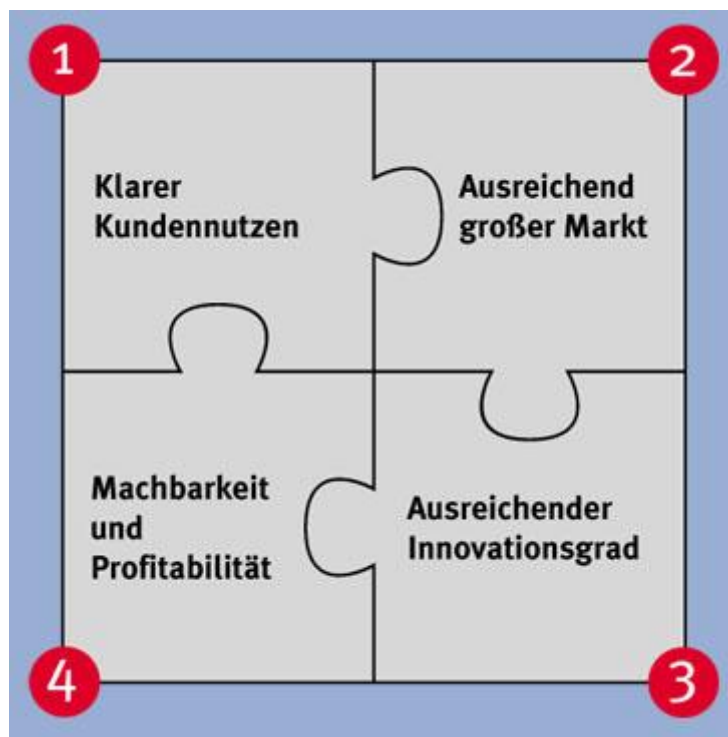 1
Klarer
Kundennutzen
2
Ausreichend
großer Markt
Machbarkeit
und
Profitabilität
4
Ausreichender
Innovationsgrad
3